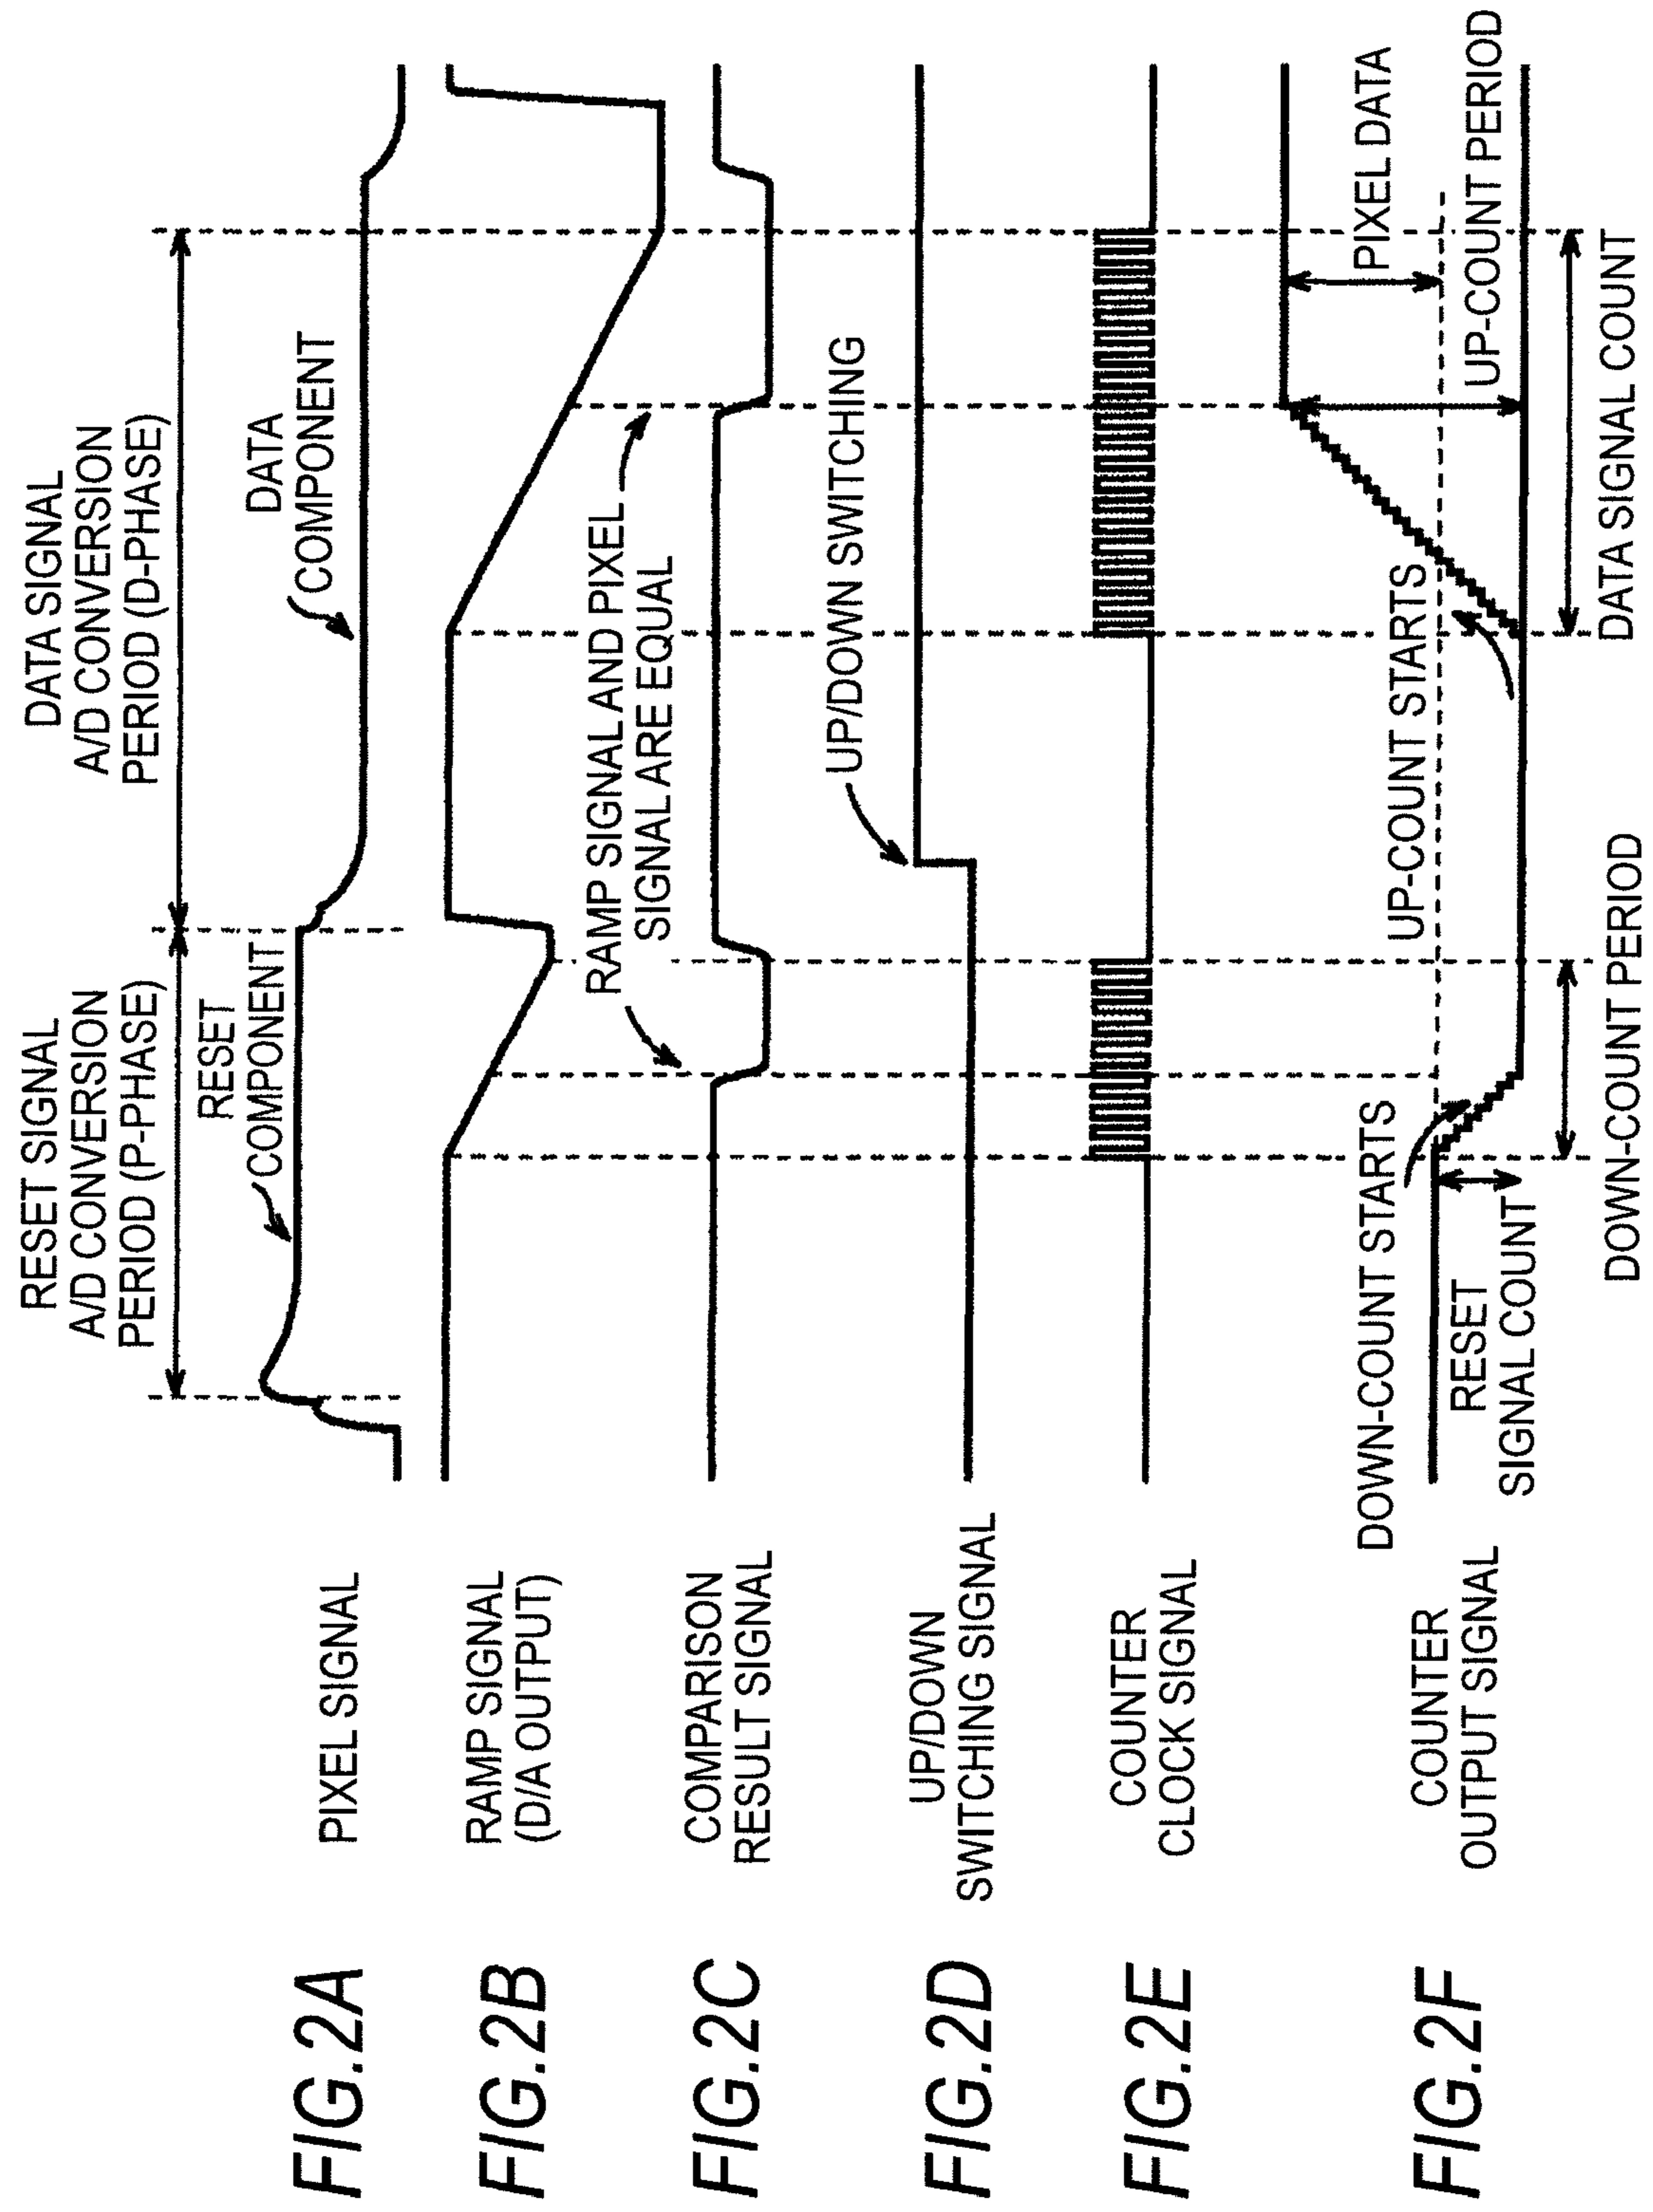 RESET SIGNAL
A/D CONVERSION
PERIOD (P-PHASE)
DATA SIGNAL
A/D CONVERSION
PERIOD (D-PHASE)
FIG.2A
PIXEL SIGNAL
RESET
COMPONENT
DATA
COMPONENT
FIG.2B
RAMP SIGNAL
(D/A OUTPUT)
RAMP SIGNAL AND PIXEL
SIGNAL ARE EQUAL
FIG.2C
COMPARISON
RESULT SIGNAL
FIG.2D
UP/DOWN
SWITCHING SIGNAL
UP/DOWN SWITCHING
FIG.2E
COUNTER
CLOCK SIGNAL
FIG.2F
COUNTER
OUTPUT SIGNAL
DOWN-COUNT STARTS
UP-COUNT STARTS
PIXEL DATA
RESET
SIGNAL COUNT
UP-COUNT PERIOD
DOWN-COUNT PERIOD
DATA SIGNAL COUNT